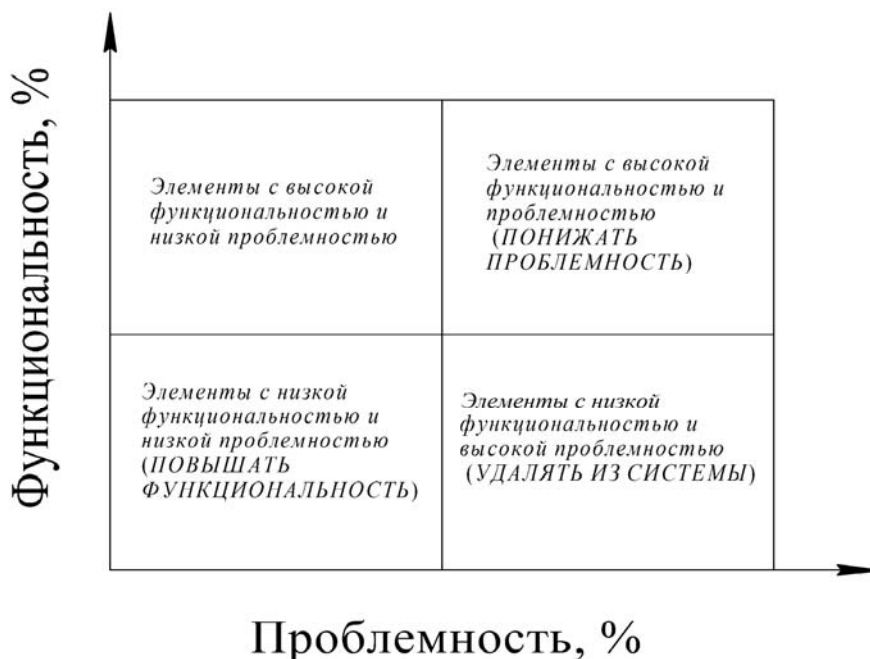 Функциональность, %
Элементы с высокой
функциональностью и
низкой проблемностью
Элементы с высокой
функциональностью и
проблемностью
(ПОНИЖАТЬ
ПРОБЛЕМНОСТЬ)
Элементы с низкой
функциональностью и
низкой проблемностью
(ПОВЫШАТЬ
ФУНКЦИОНАЛЬНОСТЬ)
Элементы с низкой
функциональностью и
высокой проблемностью
(УДАЛЯТЬ ИЗ СИСТЕМЫ)
Проблемность, %